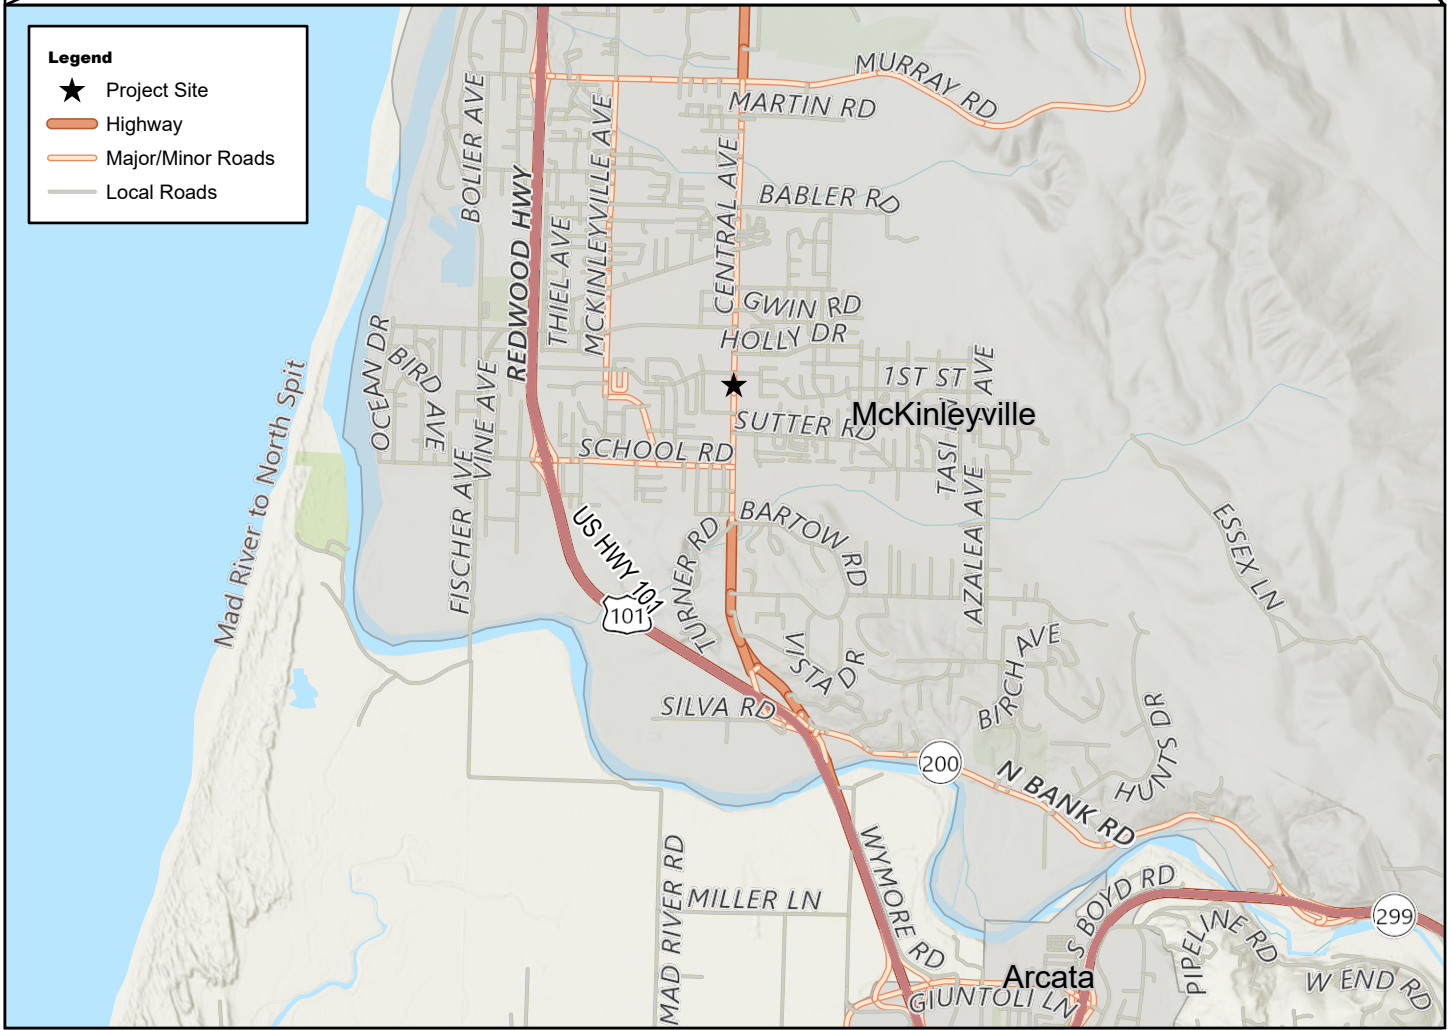 Legend
Project Site
Highway
Major/Minor Roads
Local Roads
MURRAY RD
MARTIN RD
BOLIER AVE
REDWOOD HWY
THIEL AVE
MCKINLEYVILLE AVE
CENTRAL AVE
BABLER RD
GWIN RD
HOLLY DR
OCEAN DR
BIRD AVE
VINE AVE
1ST ST
AVE
McKinleyville
SUTTER RD
TASI
SCHOOL RD
Mad River to North Spit
FISCHER AVE
US HWY 101
101
TURNER RD
BARTOW RD
AZALEA AVE
ESSEX LN
VISTA DR
BIRCH AVE
SILVA RD
HUNTS DR
200
N BANK RD
WYMORE RD
MAD RIVER RD
MILLER LN
S BOYD RD
299
PIPELINE RD
W END RD
Arcata
GIUNTOLI LN